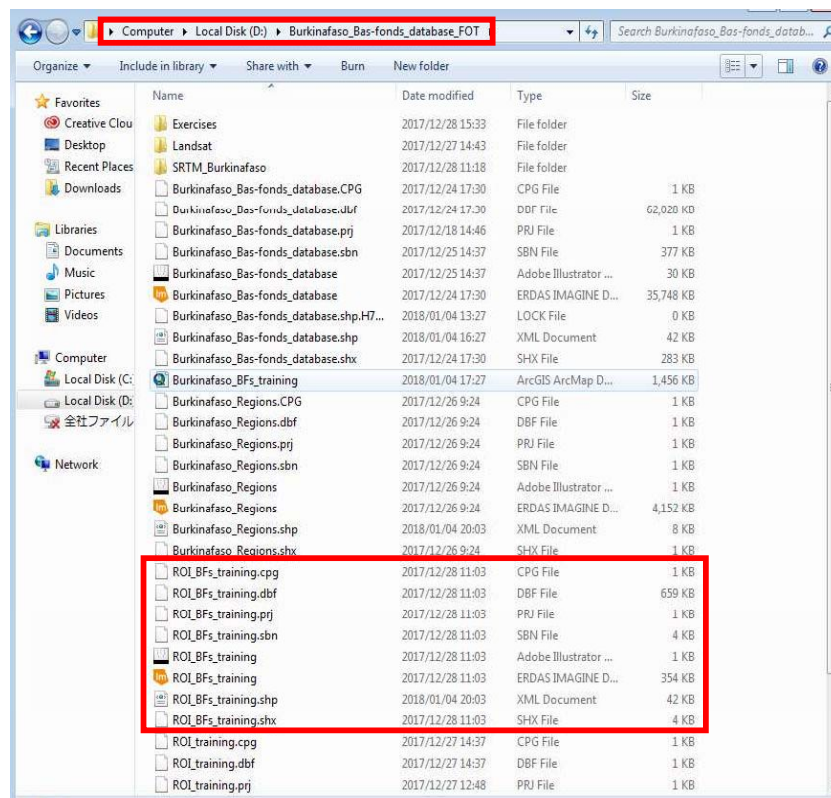 Computer ▸ Local Disk (D:) ▸ Burkinafaso_Bas-fonds_database_FOT
Search Burkinafaso_Bas-fonds_datab...
Organize Include in library Share with Burn New folder
Name Date modified Type Size
Favorites
Creative Clou
Desktop
Recent Places
Downloads
Libraries
Documents
Music
Pictures
Videos
Computer
Local Disk (C:
Local Disk (D:
全社ファイル
Network
Exercises 2017/12/28 15:33 File folder
Landsat 2017/12/27 14:43 File folder
SRTM_Burkinafaso 2017/12/28 11:18 File folder
Burkinafaso_Bas-fonds_database.CPG 2017/12/24 17:30 CPG File 1 KB
Burkinafaso_Bas-fonds_database.dbf 2017/12/24 17:30 DBF File 62,028 KB
Burkinafaso_Bas-fonds_database.prj 2017/12/18 14:46 PRJ File 1 KB
Burkinafaso_Bas-fonds_database.sbn 2017/12/25 14:37 SBN File 377 KB
Burkinafaso_Bas-fonds_database 2017/12/25 14:37 Adobe Illustrator ... 30 KB
Burkinafaso_Bas-fonds_database 2017/12/24 17:30 ERDAS IMAGINE D... 35,748 KB
Burkinafaso_Bas-fonds_database.shp.H7... 2018/01/04 13:27 LOCK File 0 KB
Burkinafaso_Bas-fonds_database.shp 2018/01/04 16:27 XML Document 42 KB
Burkinafaso_Bas-fonds_database.shx 2017/12/24 17:30 SHX File 283 KB
Burkinafaso_BFs_training 2018/01/04 17:27 ArcGIS ArcMap D... 1,456 KB
Burkinafaso_Regions.CPG 2017/12/26 9:24 CPG File 1 KB
Burkinafaso_Regions.dbf 2017/12/26 9:24 DBF File 1 KB
Burkinafaso_Regions.prj 2017/12/26 9:24 PRJ File 1 KB
Burkinafaso_Regions.sbn 2017/12/26 9:24 SBN File 1 KB
Burkinafaso_Regions 2017/12/26 9:24 Adobe Illustrator ... 1 KB
Burkinafaso_Regions 2017/12/26 9:24 ERDAS IMAGINE D... 4,152 KB
Burkinafaso_Regions.shp 2018/01/04 20:03 XML Document 8 KB
Burkinafaso_Regions.shx 2017/12/26 9:24 SHX File 1 KB
ROI_BFs_training.cpg 2017/12/28 11:03 CPG File 1 KB
ROI_BFs_training.dbf 2017/12/28 11:03 DBF File 659 KB
ROI_BFs_training.prj 2017/12/28 11:03 PRJ File 1 KB
ROI_BFs_training.sbn 2017/12/28 11:03 SBN File 4 KB
ROI_BFs_training 2017/12/28 11:03 Adobe Illustrator ... 1 KB
ROI_BFs_training 2017/12/28 11:03 ERDAS IMAGINE D... 354 KB
ROI_BFs_training.shp 2018/01/04 20:03 XML Document 42 KB
ROI_BFs_training.shx 2017/12/28 11:03 SHX File 4 KB
ROI_training.cpg 2017/12/27 14:37 CPG File 1 KB
ROI_training.dbf 2017/12/27 14:37 DBF File 1 KB
ROI_training.prj 2017/12/27 12:48 PRJ File 1 KB